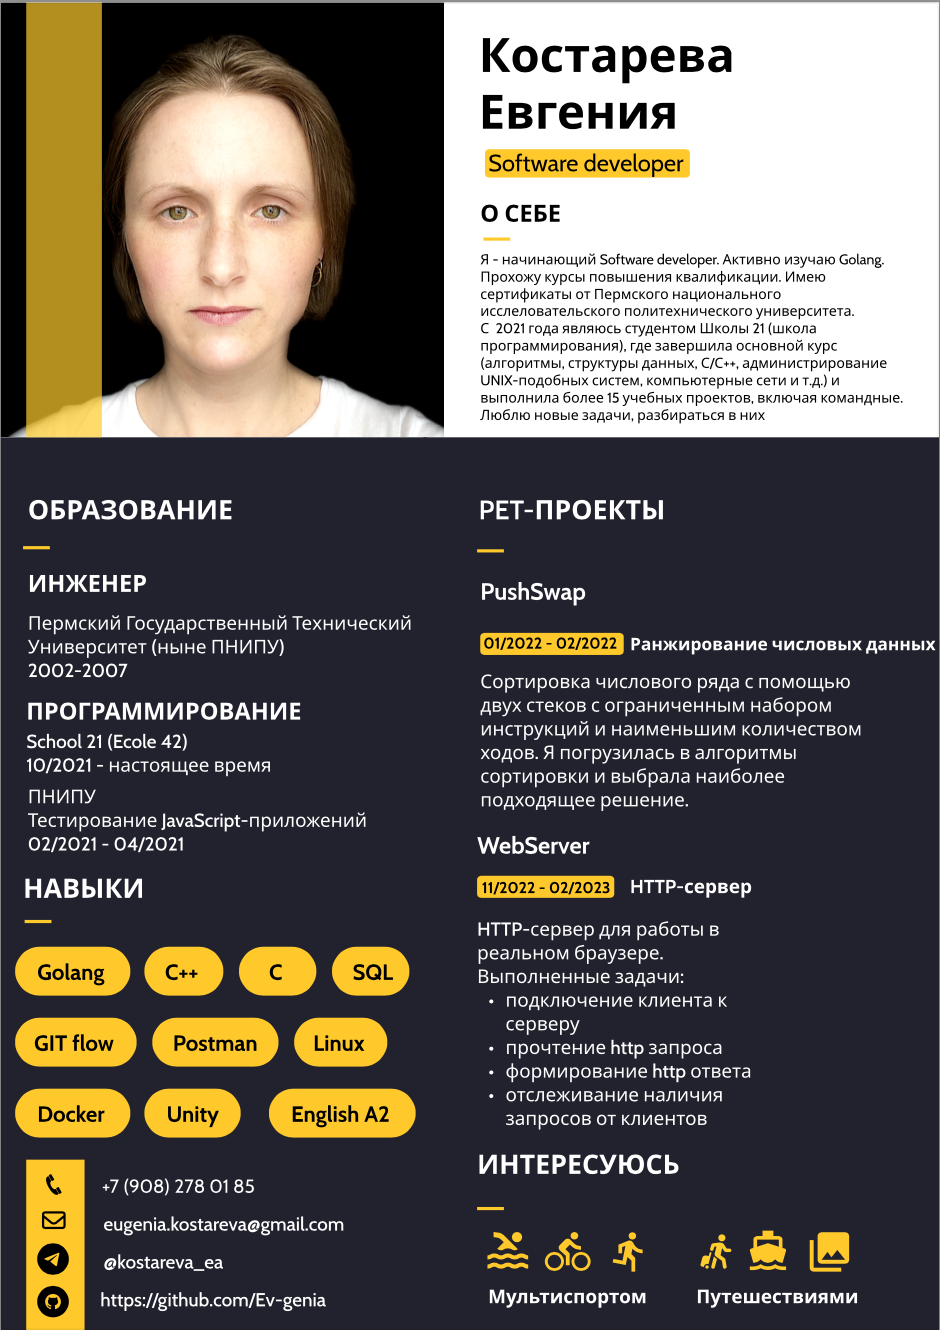 Костарева
Евгения
Software developer
О СЕБЕ
Я - начинающий Software developer. Активно изучаю Golang.
Прохожу курсы повышения квалификации. Имею
сертификаты от Пермского национального
исслеловательского политехнического университета.
С 2021 года являюсь студентом Школы 21 (школа
программирования), где завершила основной курс
(алгоритмы, структуры данных, C/C++, администрирование
UNIX-подобных систем, компьютерные сети и т.д.) и
выполнила более 15 учебных проектов, включая командные.
Люблю новые задачи, разбираться в них
ОБРАЗОВАНИЕ
ИНЖЕНЕР
Пермский Государственный Технический
Университет (ныне ПНИПУ)
2002-2007
ПРОГРАММИРОВАНИЕ
School 21 (Ecole 42)
10/2021 - настоящее время
ПНИПУ
Тестирование JavaScript-приложений
02/2021 - 04/2021
НАВЫКИ
Golang
C++
C
SQL
GIT flow
Postman
Linux
Docker
Unity
English A2
+7 (908) 278 01 85
eugenia.kostareva@gmail.com
@kostareva_ea
https://github.com/Ev-genia
PET-ПРОЕКТЫ
PushSwap
01/2022 - 02/2022 Ранжирование числовых данных
Сортировка числового ряда с помощью
двух стеков с ограниченным набором
инструкций и наименьшим количеством
ходов. Я погрузилась в алгоритмы
сортировки и выбрала наиболее
подходящее решение.
WebServer
11/2022 - 02/2023 HTTP-сервер
HTTP-сервер для работы в
реальном браузере.
Выполненные задачи:
• подключение клиента к
серверу
• прочтение http запроса
• формирование http ответа
• отслеживание наличия
запросов от клиентов
ИНТЕРЕСУЮСЬ
Мультиспортом
Путешествиями